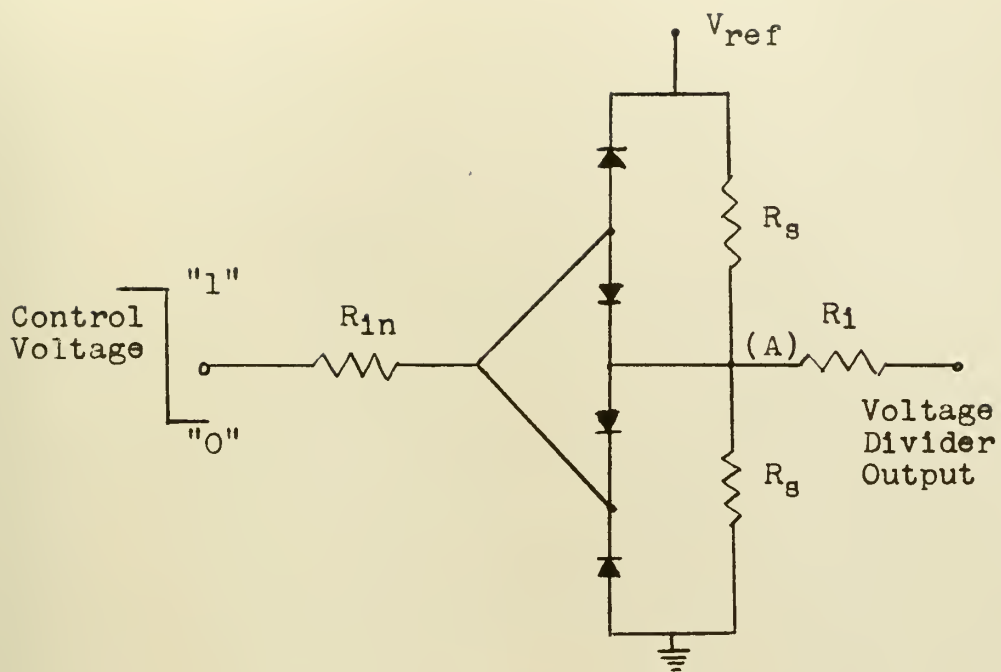 V_ref
R_s
"1"
Control
Voltage
R_in
(A)
R_i
"0"
Voltage
Divider
Output
R_s